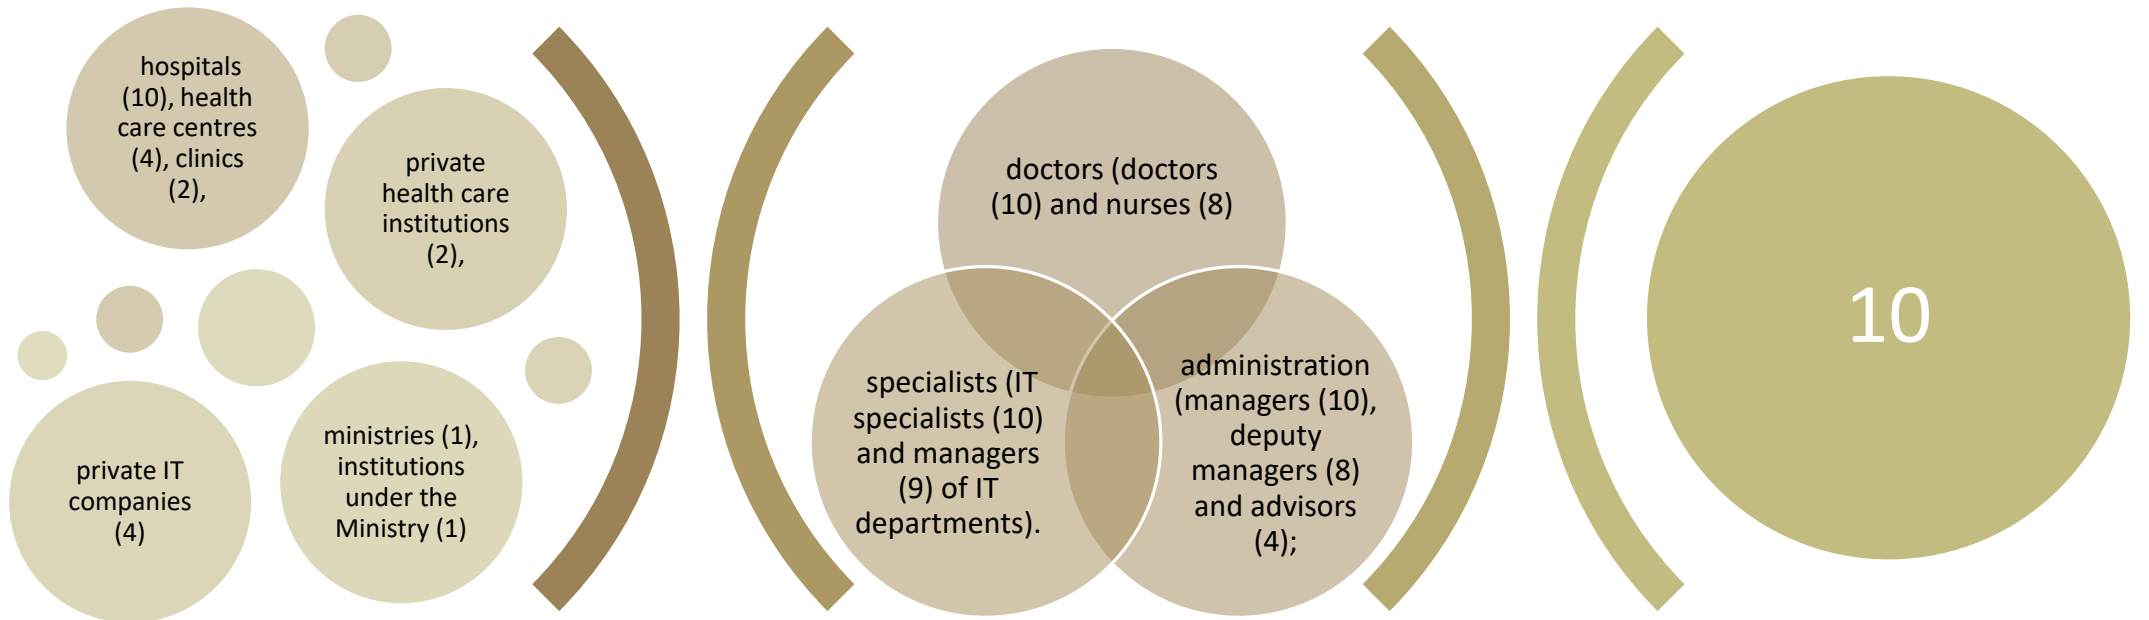 hospitals
(10), health
care centres
(4), clinics
(2),
private
health care
institutions
(2),
private IT
companies
(4)
ministries (1),
institutions
under the
Ministry (1)
doctors (doctors
(10) and nurses (8)
specialists (IT
specialists (10)
and managers
(9) of IT
departments).
administration
(managers (10),
deputy
managers (8)
and advisors
(4);
10